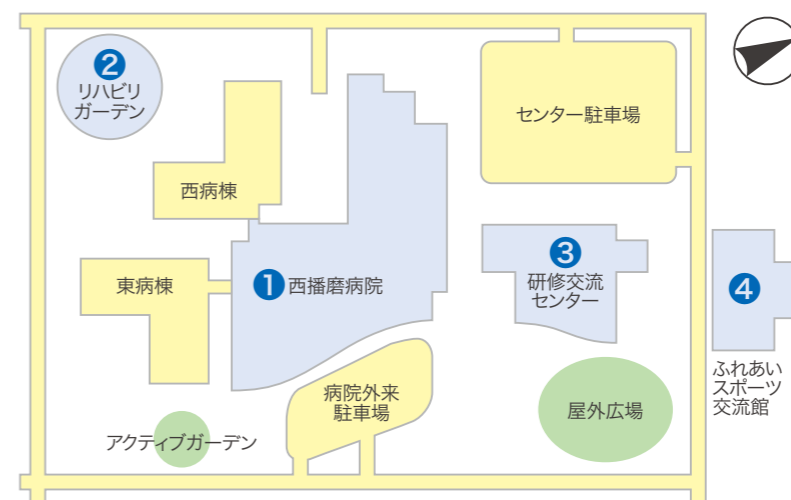 2
リハビリ
ガーデン
センター駐車場
西病棟
東病棟
1 西播磨病院
3
研修交流
センター
4
ふれあい
スポーツ
交流館
病院外来
駐車場
屋外広場
アクティブガーデン